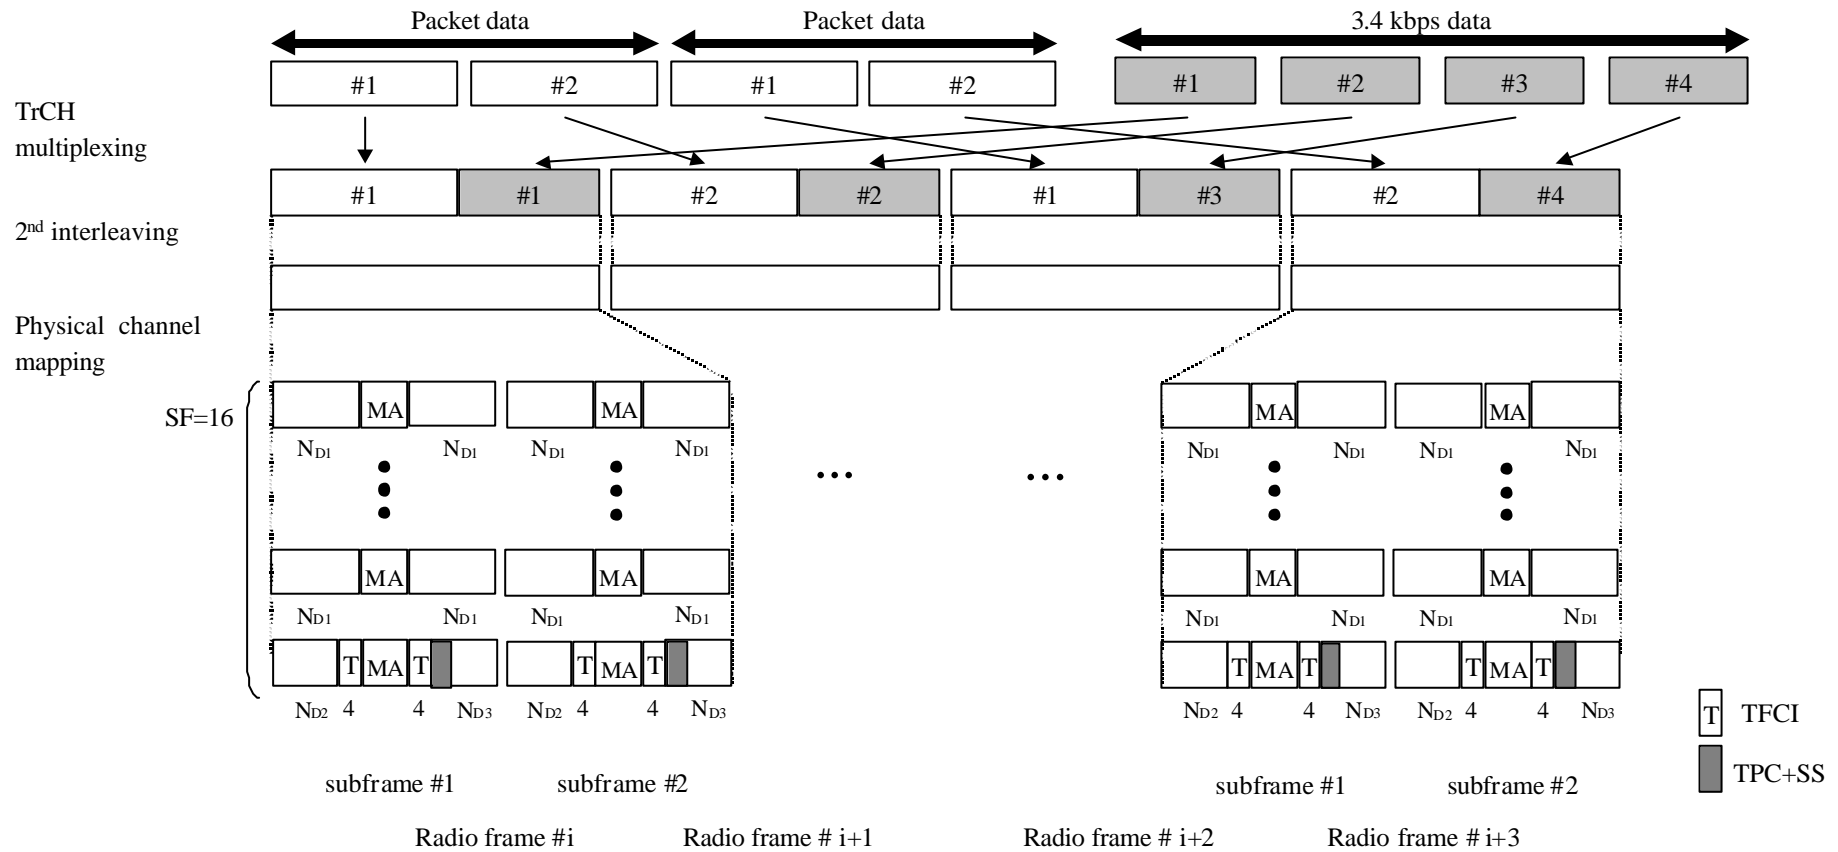 Packet data Packet data 3.4 kbps data
#1 #2 #1 #2 #1 #2 #3 #4
TrCH
multiplexing
#1 #1 #2 #2 #1 #3 #2 #4
2nd interleaving
Physical channel
mapping
SF=16
MA MA MA MA
ND1 ND1 ND1 ND1 ND1 ND1 ND1 ND1
... ...
MA MA MA MA
ND1 ND1 ND1 ND1 ND1 ND1 ND1 ND1
T MA T T MA T T MA T T MA T
ND2 4 4 ND3 ND2 4 4 ND3 ND2 4 4 ND3 ND2 4 4 ND3
T TFCI
TPC+SS
subframe #1 subframe #2 subframe #1 subframe #2
Radio frame #i Radio frame # i+1 Radio frame # i+2 Radio frame # i+3